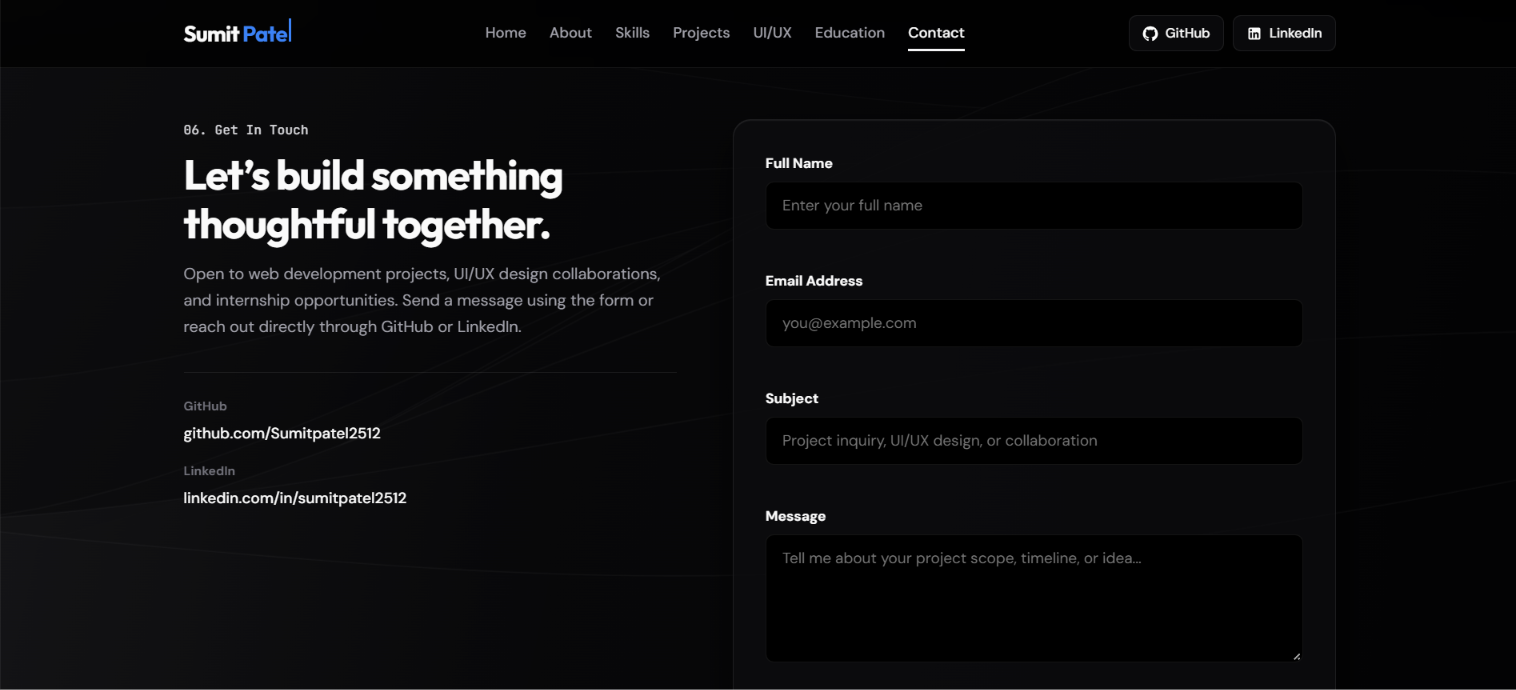 Sumit Patel
Home About Skills Projects UI/UX Education Contact
GitHub LinkedIn
06. Get In Touch
Let's build something
thoughtful together.
Open to web development projects, UI/UX design collaborations,
and internship opportunities. Send a message using the form or
reach out directly through GitHub or LinkedIn.
GitHub
github.com/Sumitpatel2512
LinkedIn
linkedin.com/in/sumitpatel2512
Full Name
Enter your full name
Email Address
you@example.com
Subject
Project inquiry, UI/UX design, or collaboration
Message
Tell me about your project scope, timeline, or idea...